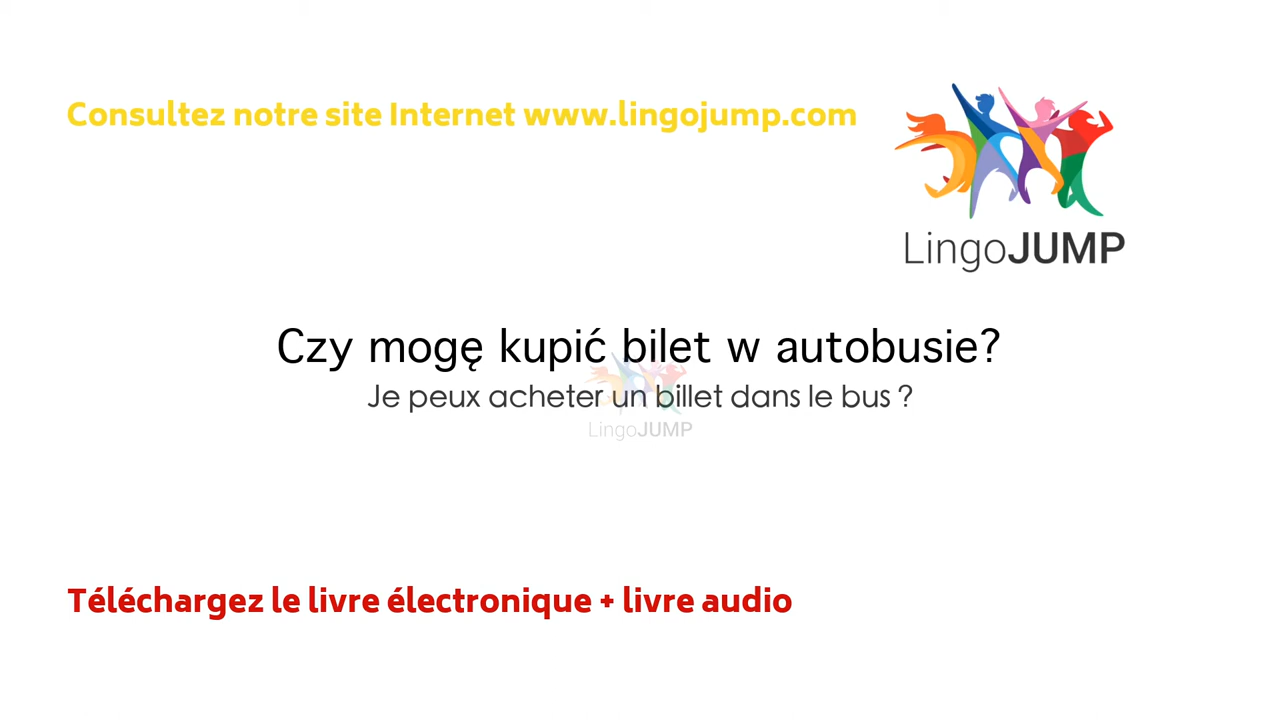 Consultez notre site Internet www.lingojump.com
LingoJUMP
Czy mogę kupić bilet w autobusie?
Je peux acheter un billet dans le bus ?
LingoJUMP
Téléchargez le livre électronique + livre audio